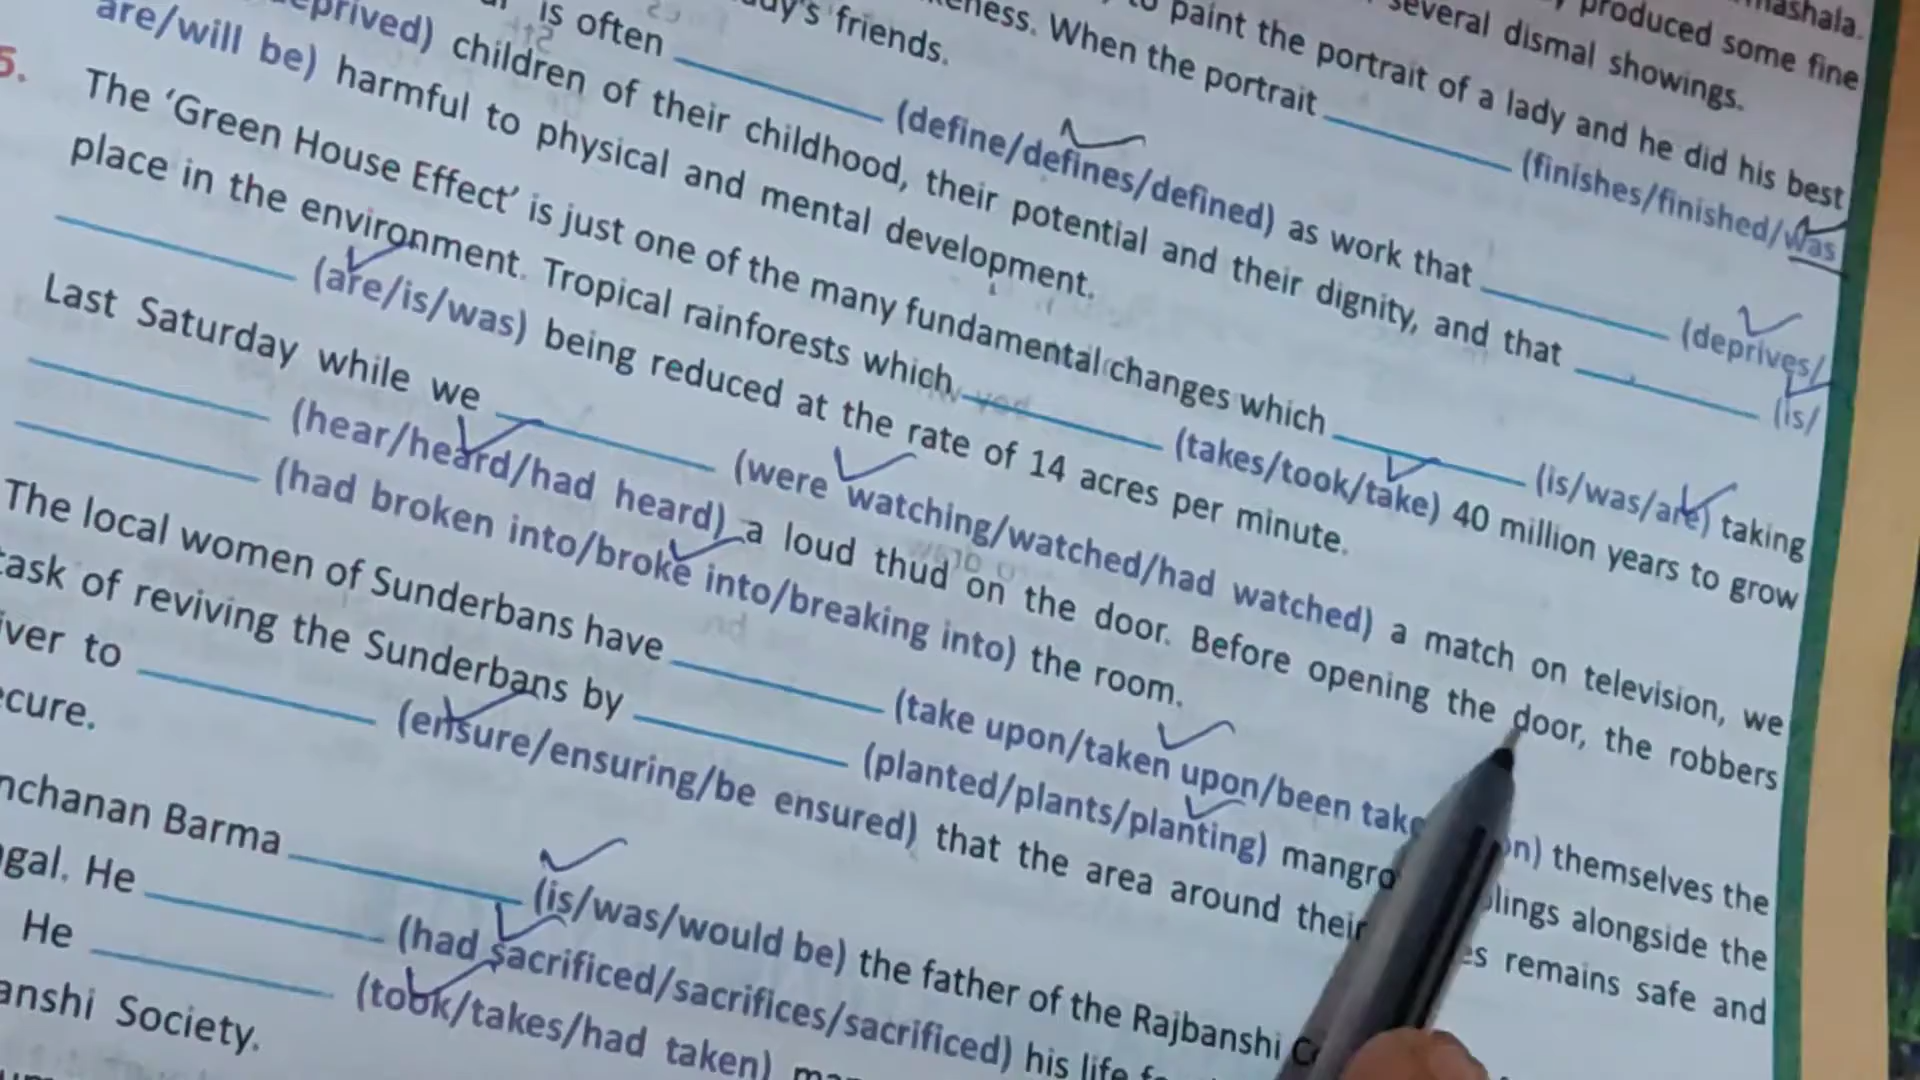 mashala.
produced some fine
several dismal showings.
to paint the portrait of a lady and he did his best
When the portrait ______ (finishes/finished/was
friends.
is often ______ (define/defines/defined) as work that ______ (deprives/
deprived) children of their childhood, their potential and their dignity, and that ______ (is/
are/will be) harmful to physical and mental development.
5. The ‘Green House Effect’ is just one of the many fundamental changes which ______ (is/was/are) taking
place in the environment. Tropical rainforests which ______ (takes/took/take) 40 million years to grow
______ (are/is/was) being reduced at the rate of 14 acres per minute.
Last Saturday while we ______ (were watching/watched/had watched) a match on television, we
______ (hear/heard/had heard) a loud thud on the door. Before opening the door, the robbers
______ (had broken into/broke into/breaking into) the room.
The local women of Sunderbans have ______ (take upon/taken upon/been take on) themselves the
task of reviving the Sunderbans by ______ (planted/plants/planting) mangro lings alongside the
iver to ______ (ensure/ensuring/be ensured) that the area around their es remains safe and
ecure.
nchanan Barma ______ (is/was/would be) the father of the Rajbanshi
gal. He ______ (had sacrificed/sacrifices/sacrificed) his life
He ______ (took/takes/had taken)
anshi Society.